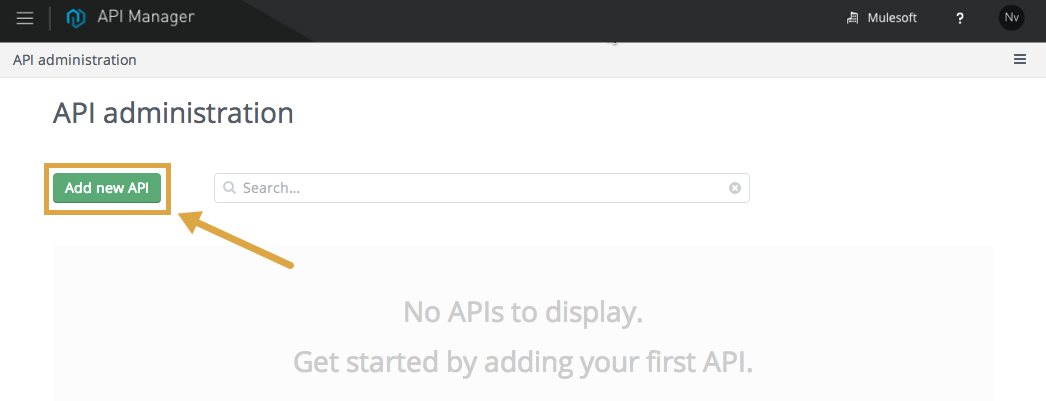 API Manager
Mulesoft
?
Nv
API administration
API administration
Add new API
Search...
No APIs to display.
Get started by adding your first API.